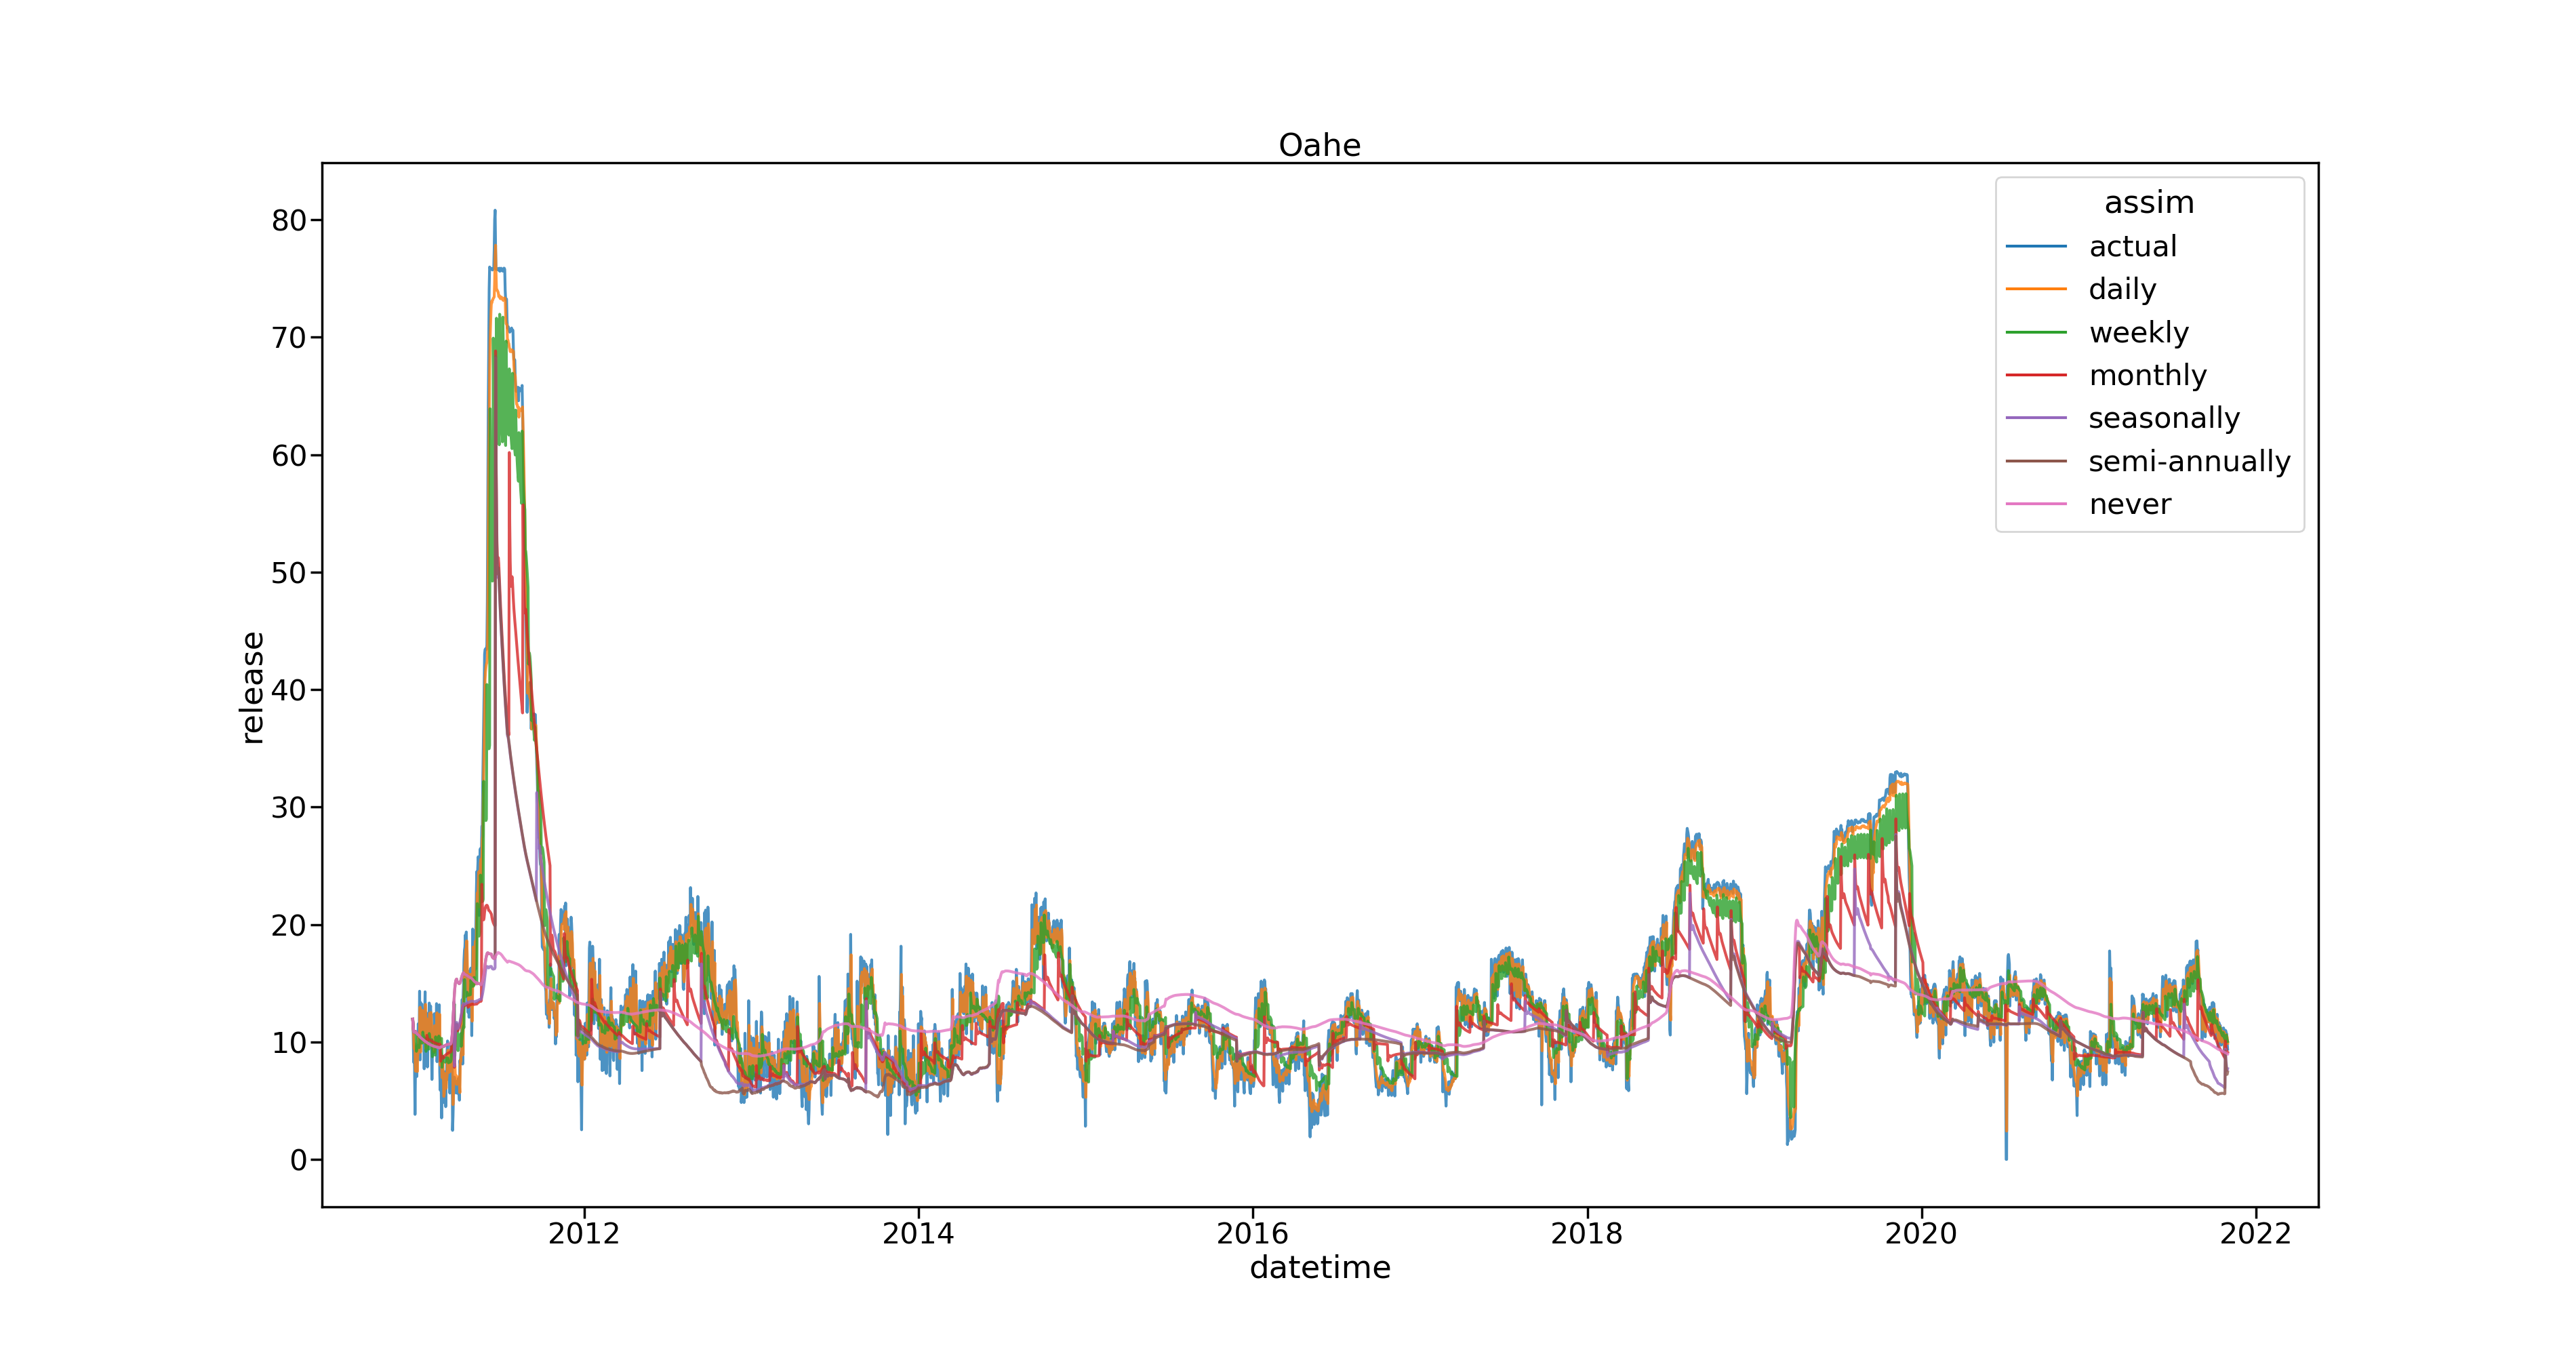 Oahe
assim
actual
daily
weekly
monthly
seasonally
semi-annually
never
release
80
70
60
50
40
30
20
10
0
2012
2014
2016
2018
2020
2022
datetime